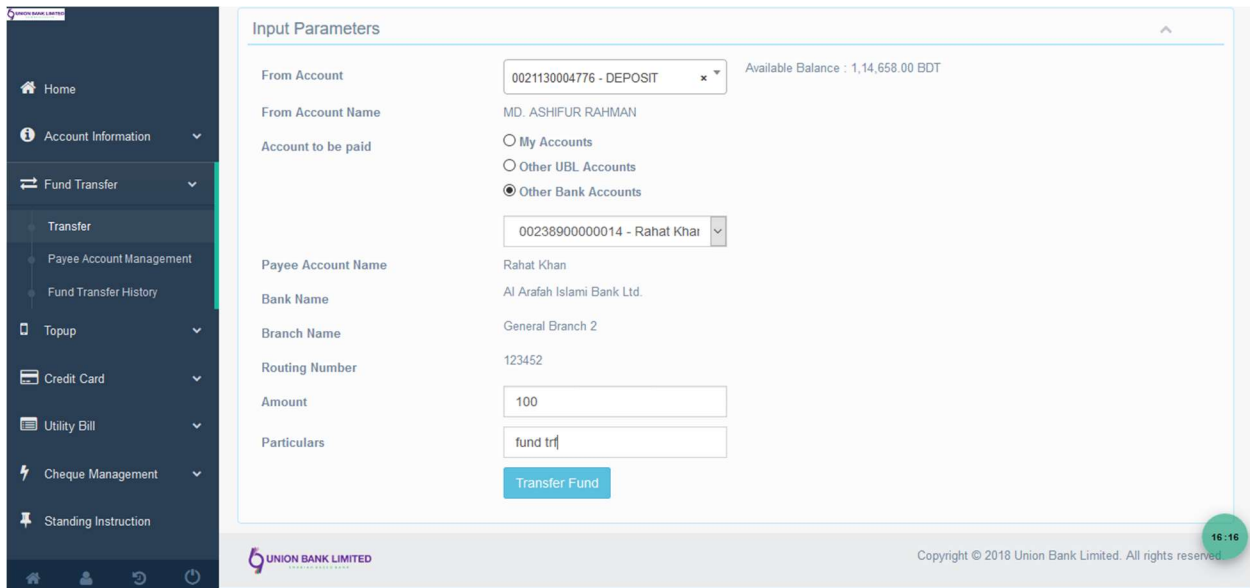 UNION BANK LIMITED
Home
Account Information
Fund Transfer
Transfer
Payee Account Management
Fund Transfer History
Topup
Credit Card
Utility Bill
Cheque Management
Standing Instruction
Input Parameters
From Account 0021130004776 - DEPOSIT × Available Balance : 1,14,658.00 BDT
From Account Name MD. ASHIFUR RAHMAN
Account to be paid My Accounts
Other UBL Accounts
Other Bank Accounts
00238900000014 - Rahat Khan
Payee Account Name Rahat Khan
Bank Name Al Arafah Islami Bank Ltd.
Branch Name General Branch 2
Routing Number 123452
Amount 100
Particulars fund trf
Transfer Fund
16:16
UNION BANK LIMITED
Copyright © 2018 Union Bank Limited. All rights reserved.